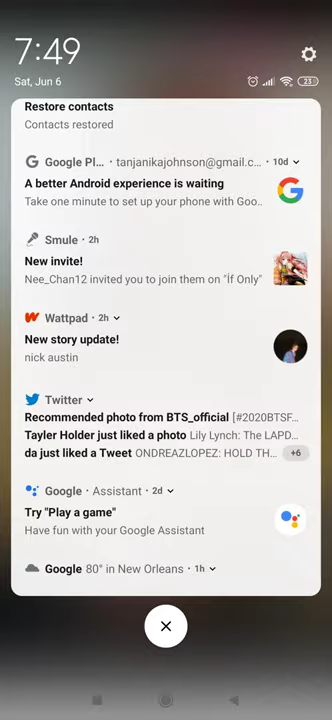 7:49
Sat, Jun 6
23
Restore contacts
Contacts restored
Google Pl... · tanjanikajohnson@gmail.c... · 10d
A better Android experience is waiting
Take one minute to set up your phone with Goo..
Smule · 2h
New invite!
Nee_Chan12 invited you to join them on "İf Only"
Wattpad · 2h
New story update!
nick austin
Twitter
Recommended photo from BTS_official [#2020BTSF...
Tayler Holder just liked a photo Lily Lynch: The LAPD...
da just liked a Tweet ONDREAZLOPEZ: HOLD TH...
+6
Google · Assistant · 2d
Try "Play a game"
Have fun with your Google Assistant
Google 80° in New Orleans · 1h